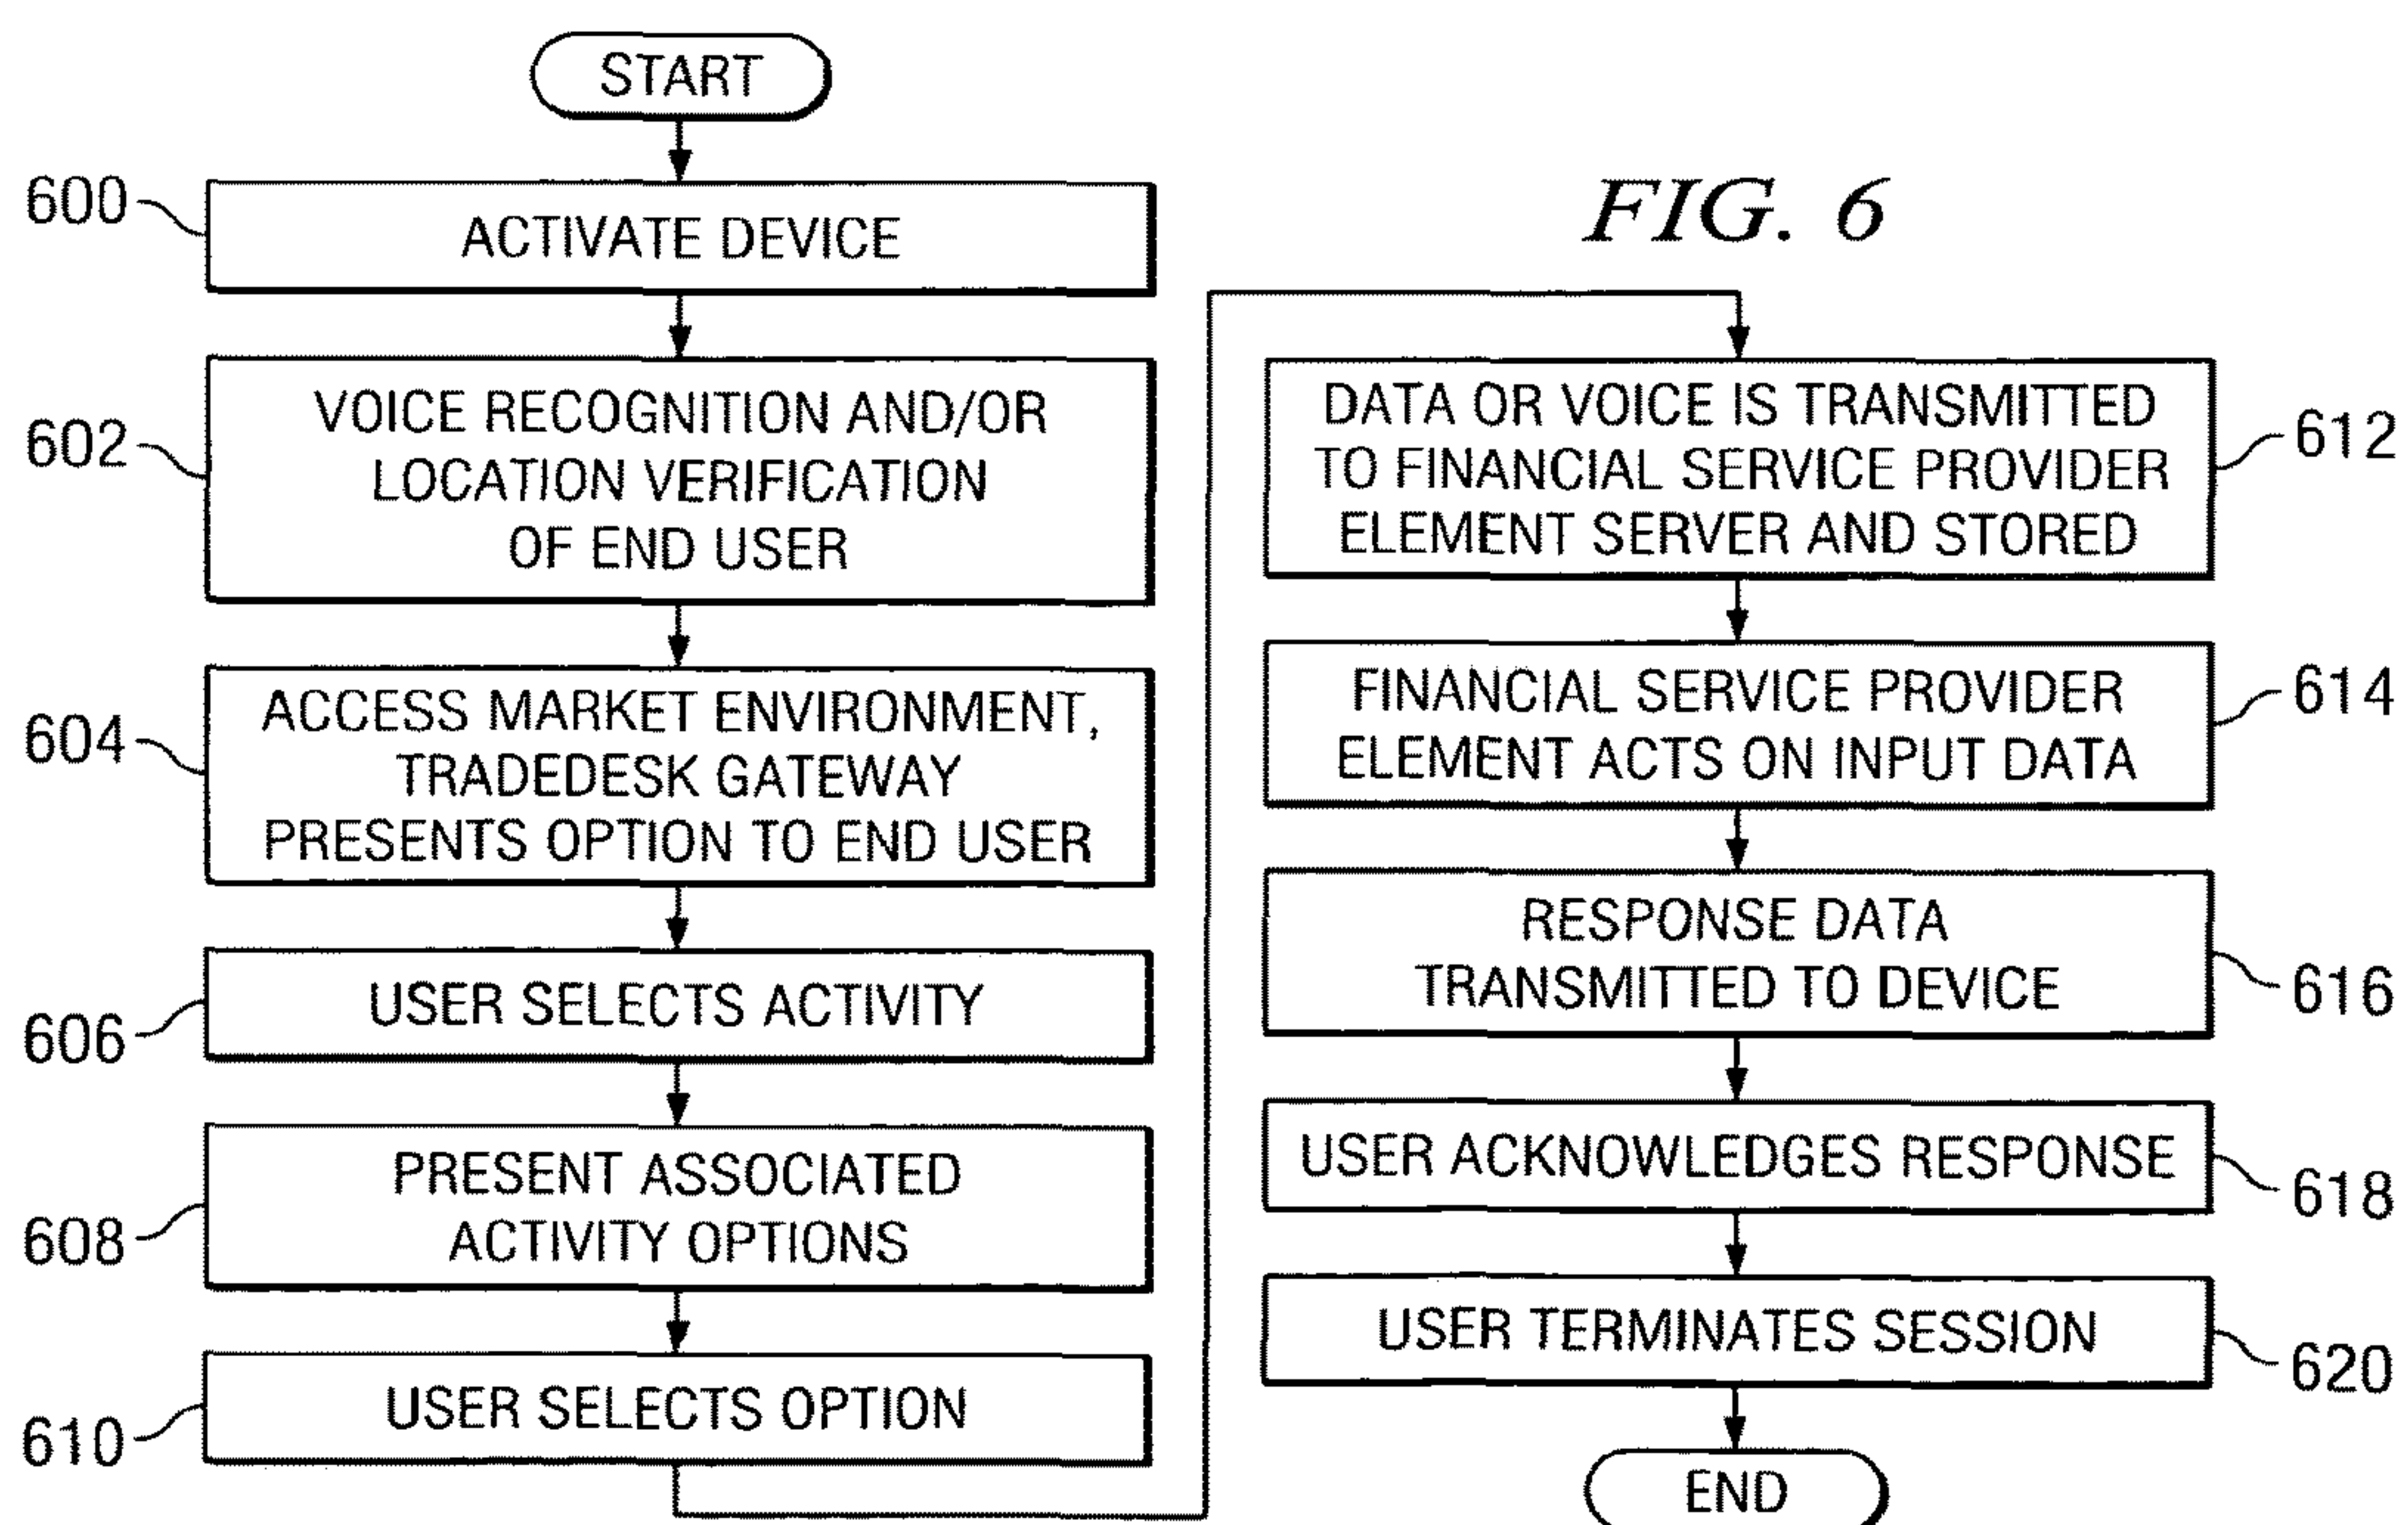 START
600
ACTIVATE DEVICE
602
VOICE RECOGNITION AND/OR
LOCATION VERIFICATION
OF END USER
604
ACCESS MARKET ENVIRONMENT,
TRADEDESK GATEWAY
PRESENTS OPTION TO END USER
606
USER SELECTS ACTIVITY
608
PRESENT ASSOCIATED
ACTIVITY OPTIONS
610
USER SELECTS OPTION
FIG. 6
DATA OR VOICE IS TRANSMITTED
TO FINANCIAL SERVICE PROVIDER
ELEMENT SERVER AND STORED
612
FINANCIAL SERVICE PROVIDER
ELEMENT ACTS ON INPUT DATA
614
RESPONSE DATA
TRANSMITTED TO DEVICE
616
USER ACKNOWLEDGES RESPONSE
618
USER TERMINATES SESSION
620
END